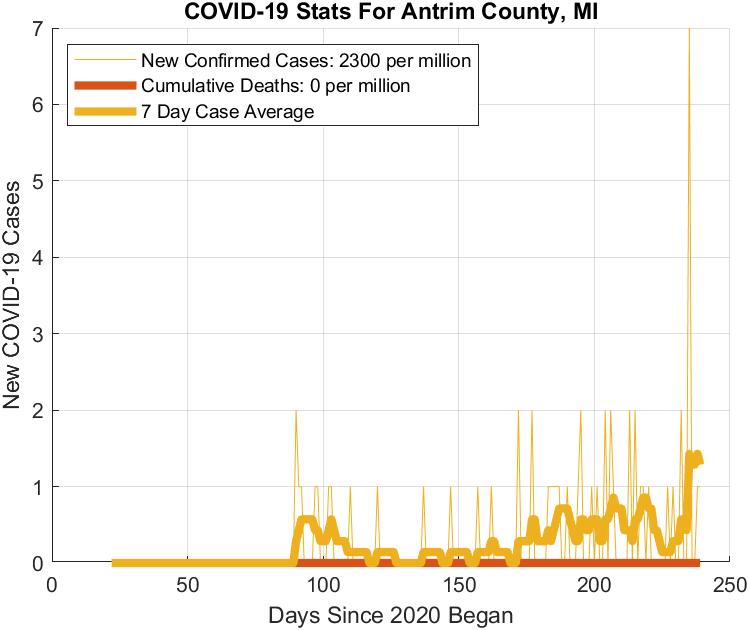 COVID-19 Stats For Antrim County, MI
New Confirmed Cases: 2300 per million
Cumulative Deaths: 0 per million
7 Day Case Average
New COVID-19 Cases
7
6
5
4
3
2
1
0
0 50 100 150 200 250
Days Since 2020 Began